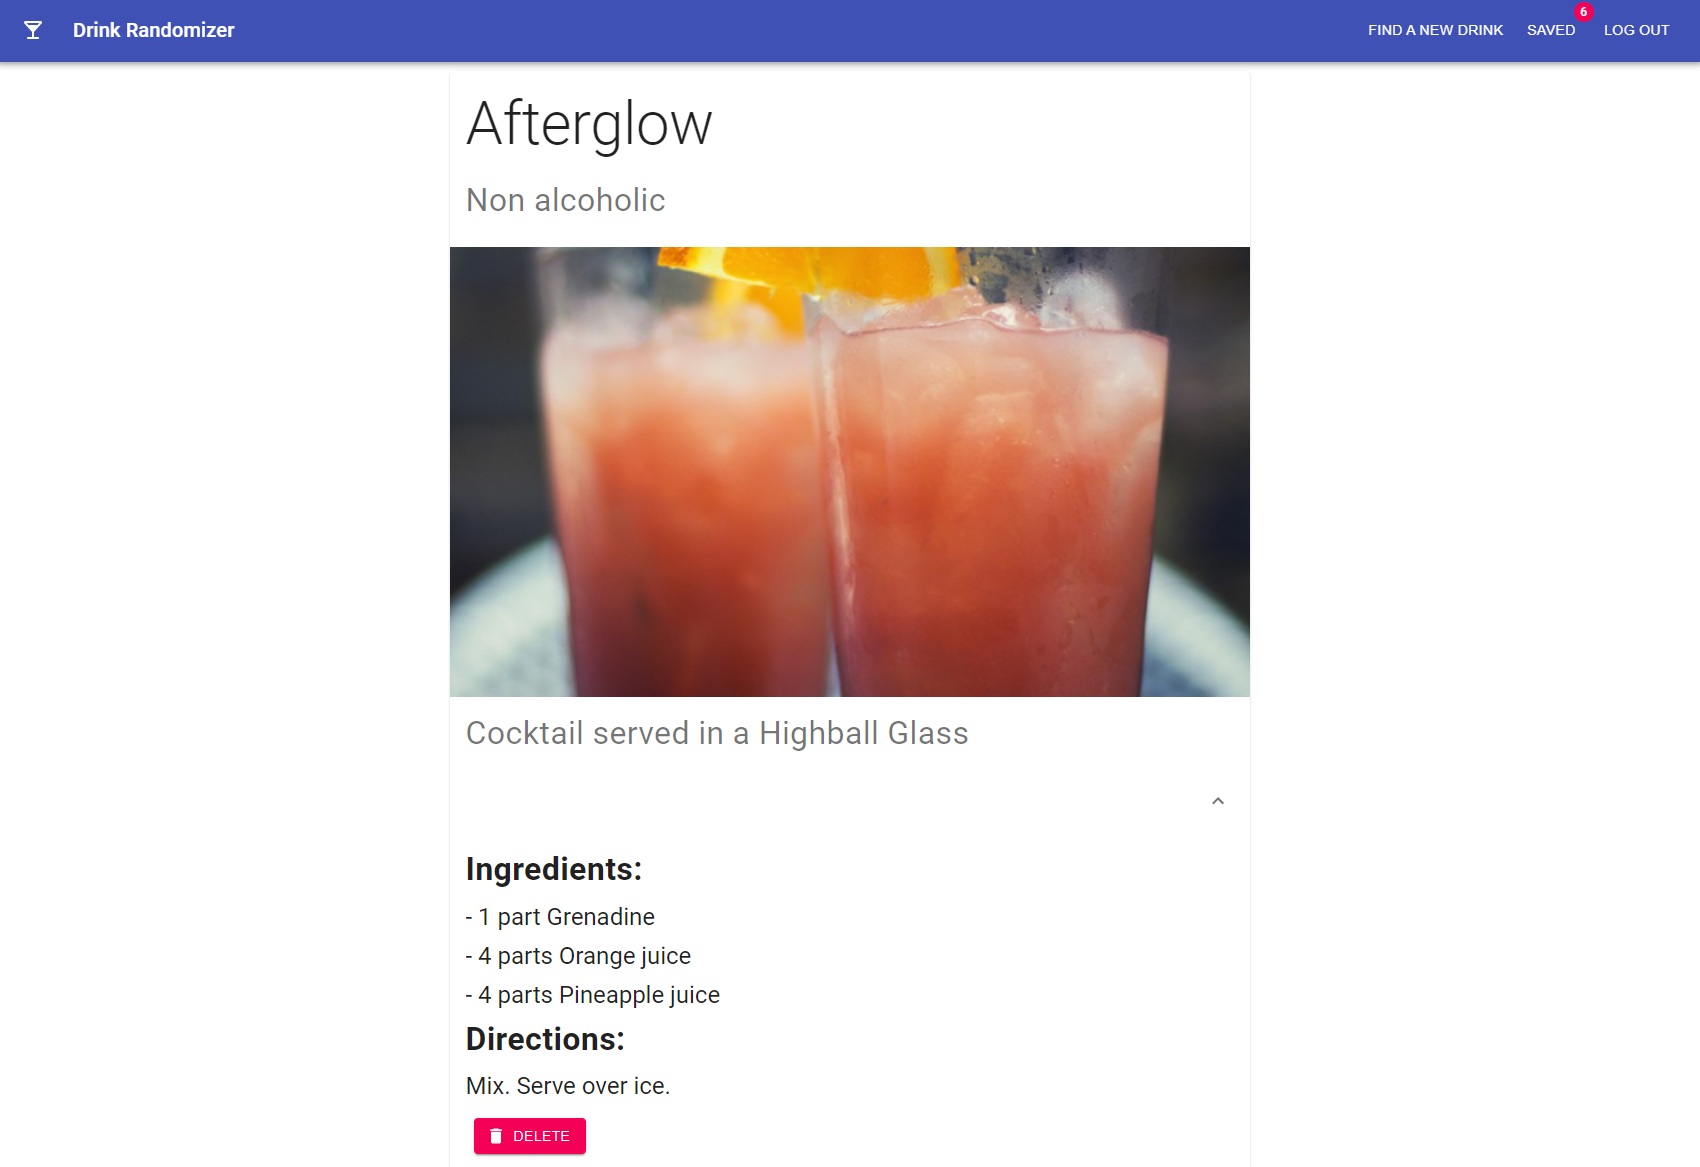 Drink Randomizer
FIND A NEW DRINK
SAVED
6
LOG OUT
Afterglow
Non alcoholic
Cocktail served in a Highball Glass
Ingredients:
- 1 part Grenadine
- 4 parts Orange juice
- 4 parts Pineapple juice
Directions:
Mix. Serve over ice.
DELETE